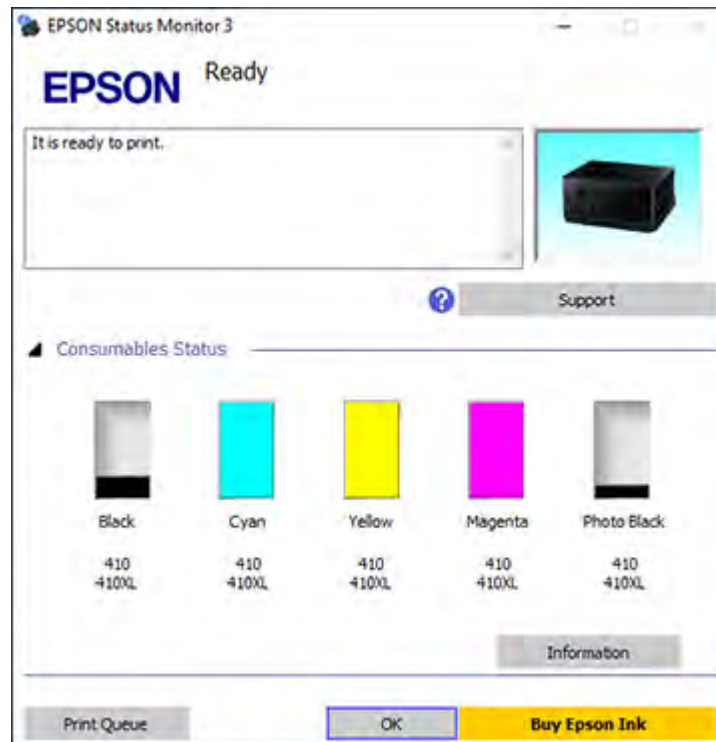 EPSON Status Monitor 3
EPSON
Ready
It is ready to print.
?
Support
Consumables Status
Black Cyan Yellow Magenta Photo Black
410 410 410 410 410
410XL 410XL 410XL 410XL 410XL
Information
Print Queue OK Buy Epson Ink